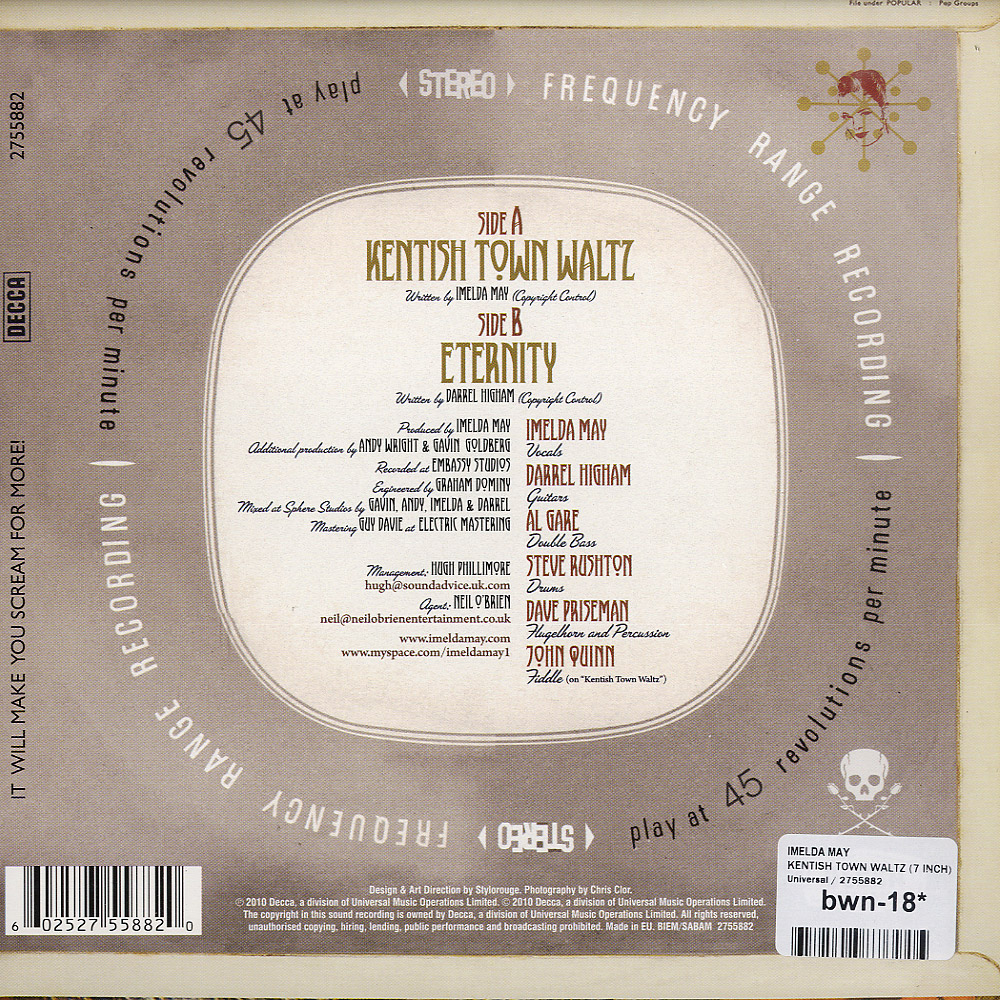 File under POPULAR : Pop Groups
STEREO
FREQUENCY RANGE RECORDING
play at 45 revolutions per minute
STEREO
FREQUENCY RANGE RECORDING
play at 45 revolutions per minute
2755882
DECCA
IT WILL MAKE YOU SCREAM FOR MORE!
SIDE A
KENTISH TOWN WALTZ
Written by IMELDA MAY (Copyright Control)
SIDE B
ETERNITY
Written by DARREL HIGHAM (Copyright Control)
Produced by IMELDA MAY
Additional production by ANDY WRIGHT & GAVIN GOLDBERG
Recorded at EMBASSY STUDIOS
Engineered by GRAHAM DOMINY
Mixed at Sphere Studios by GAVIN, ANDY, IMELDA & DARREL
Mastering GUY DAVIE at ELECTRIC MASTERING
Management: HUGH PHILLIMORE
hugh@soundadvice.uk.com
Agent: NEIL O'BRIEN
neil@neilobrienentertainment.co.uk
www.imeldamay.com
www.myspace.com/imeldamay1
IMELDA MAY
Vocals
DARREL HIGHAM
Guitars
AL GARE
Double Bass
STEVE RUSHTON
Drums
DAVE PRISEMAN
Flugelhorn and Percussion
JOHN QUINN
Fiddle (on "Kentish Town Waltz")
Design & Art Direction by Stylorouge. Photography by Chris Clor.
℗ 2010 Decca, a division of Universal Music Operations Limited. © 2010 Decca, a division of Universal Music Operations Limited.
The copyright in this sound recording is owned by Decca, a division of Universal Music Operations Limited. All rights reserved,
unauthorised copying, hiring, lending, public performance and broadcasting prohibited. Made in EU. BIEM/SABAM 2755882
6 02527 55882 0
IMELDA MAY
KENTISH TOWN WALTZ (7 INCH)
Universal / 2755882
bwn-18*